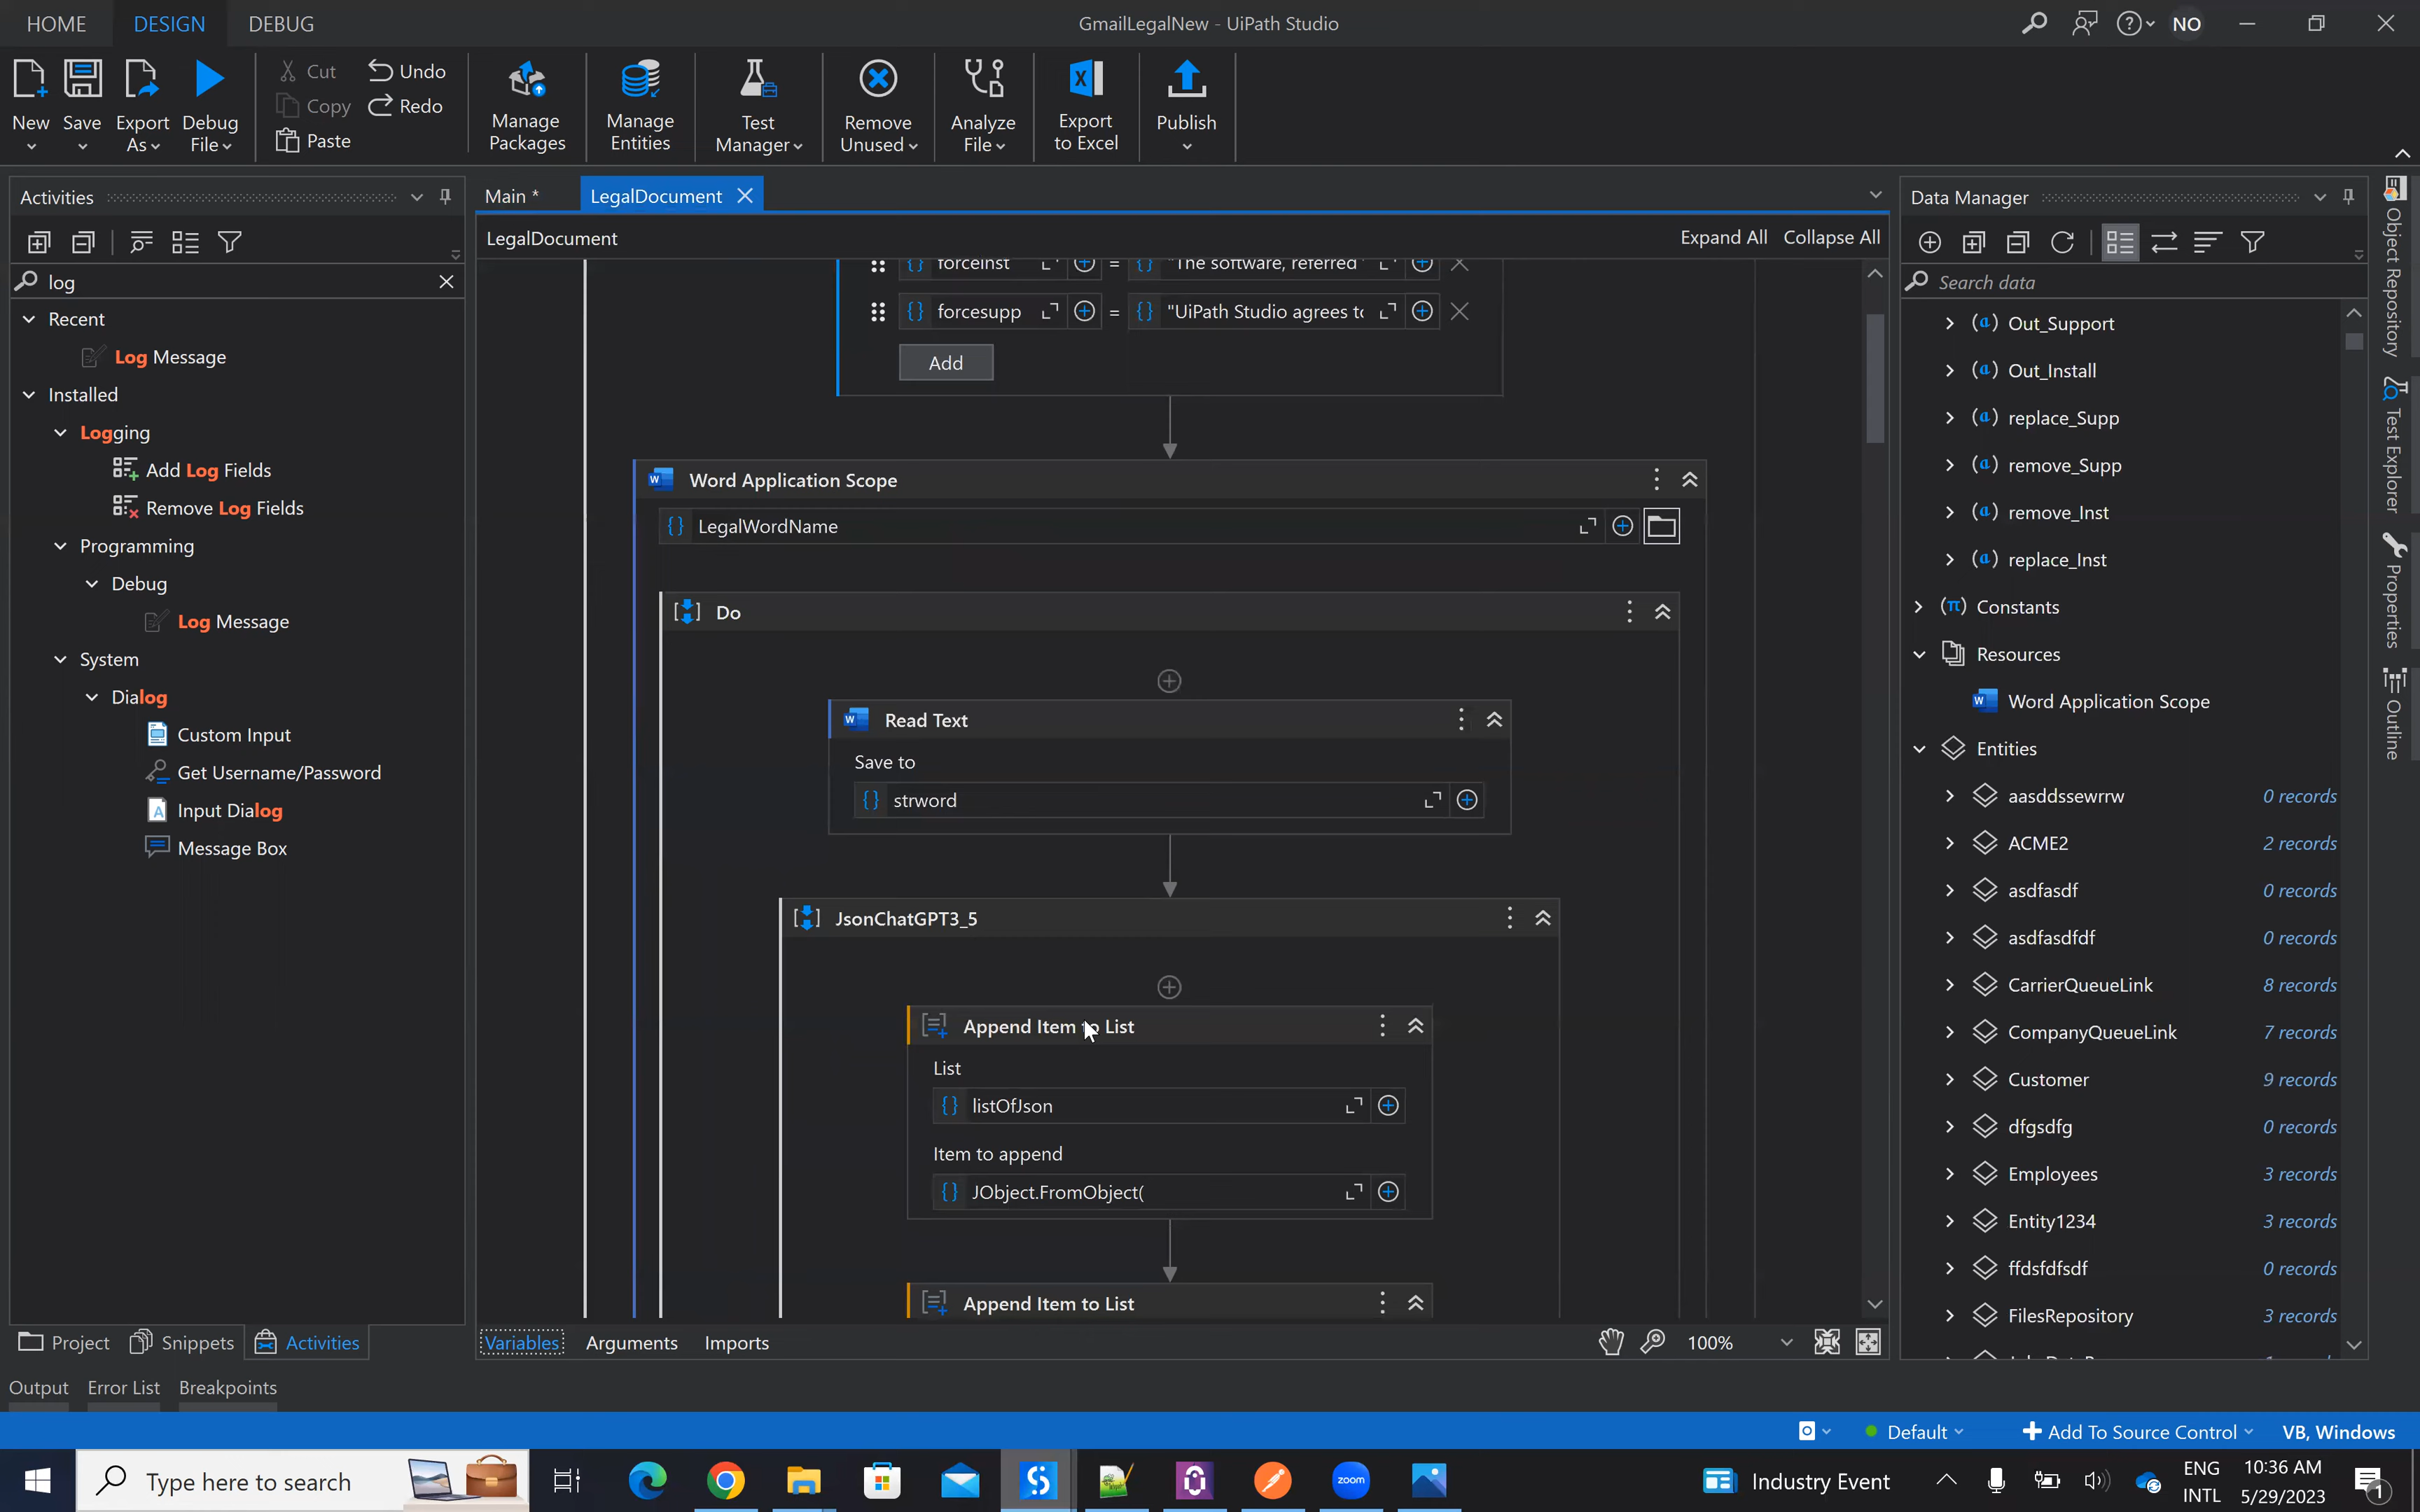 HOME DESIGN DEBUG GmailLegalNew - UiPath Studio NO
New Save Export As Debug File
Cut Undo
Copy Redo
Paste
Manage Packages Manage Entities Test Manager Remove Unused Analyze File Export to Excel Publish
Activities
log
Recent
Log Message
Installed
Logging
Add Log Fields
Remove Log Fields
Programming
Debug
Log Message
System
Dialog
Custom Input
Get Username/Password
Input Dialog
Message Box
Project Snippets Activities
Main * LegalDocument
LegalDocument Expand All Collapse All
forceinst = "The software, referred
forcesupp = "UiPath Studio agrees to
Add
Word Application Scope
LegalWordName
Do
Read Text
Save to
strword
JsonChatGPT3_5
Append Item to List
List
listOfJson
Item to append
JObject.FromObject(
Append Item to List
Variables Arguments Imports 100%
Data Manager
Search data
Out_Support
Out_Install
replace_Supp
remove_Supp
remove_Inst
replace_Inst
Constants
Resources
Word Application Scope
Entities
aasddssewrrw 0 records
ACME2 2 records
asdfasdf 0 records
asdfasdfdf 0 records
CarrierQueueLink 8 records
CompanyQueueLink 7 records
Customer 9 records
dfgsdfg 0 records
Employees 3 records
Entity1234 3 records
ffdsfdfsdf 0 records
FilesRepository 3 records
Object Repository
Test Explorer
Properties
Outline
Output Error List Breakpoints
Default Add To Source Control VB, Windows
Type here to search zoom Industry Event ENG INTL 10:36 AM 5/29/2023 1